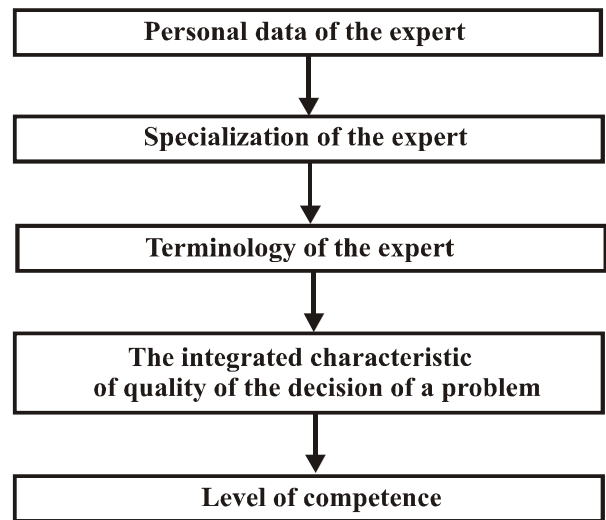 Personal data of the expert
Specialization of the expert
Terminology of the expert
The integrated characteristic
of quality of the decision of a problem
Level of competence